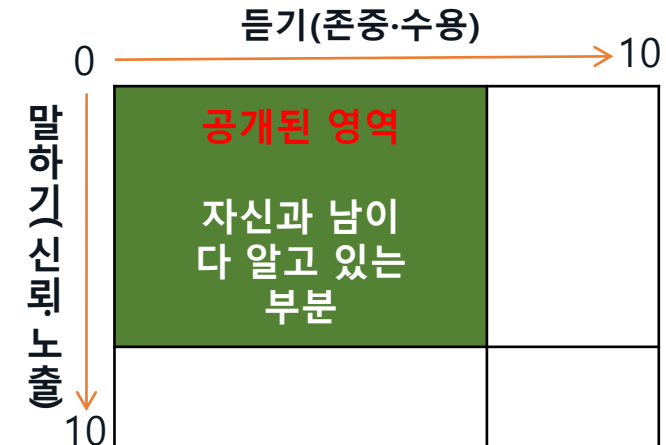 듣기(존중·수용)
0
10
말하기(신뢰·노출)
공개된 영역
자신과 남이
다 알고 있는
부분
10